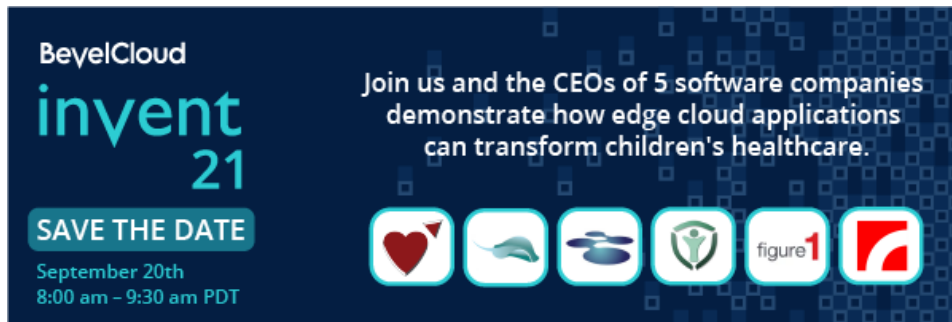 BevelCloud
invent
21
SAVE THE DATE
September 20th
8:00 am – 9:30 am PDT
Join us and the CEOs of 5 software companies
demonstrate how edge cloud applications
can transform children's healthcare.
figure1